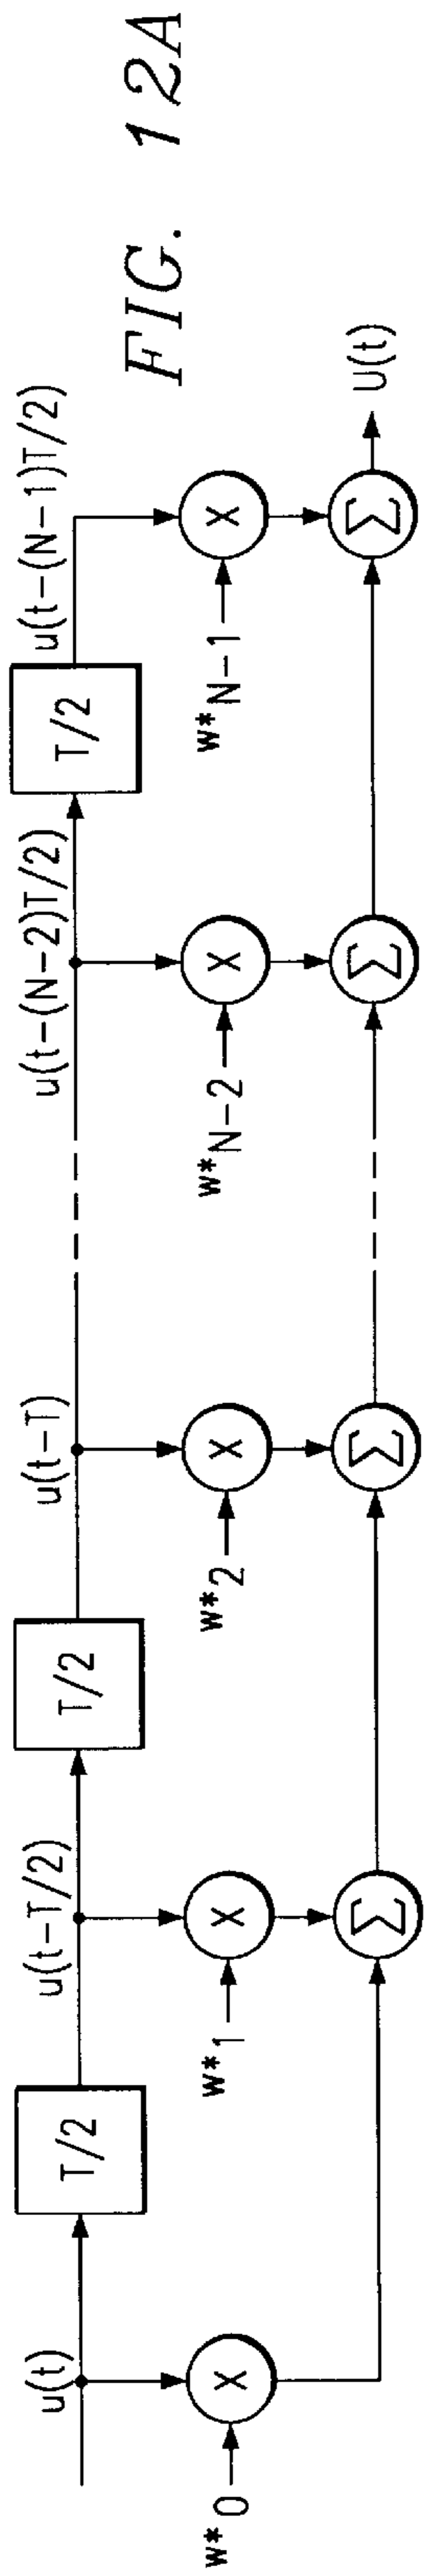 u(t)
T/2
u(t-T/2)
T/2
u(t-T)
u(t-(N-2)T/2)
T/2
u(t-(N-1)T/2)
w*0
X
w*1
X
w*2
X
w*N-2
X
w*N-1
X
Σ
Σ
Σ
Σ
U(t)
FIG. 12A